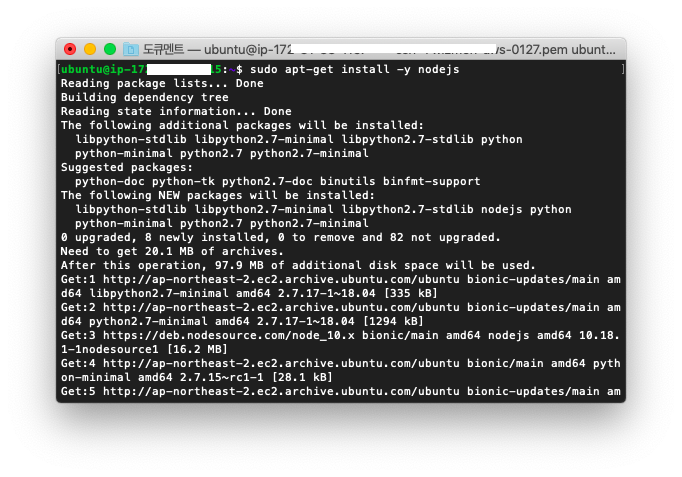 도큐멘트 — ubuntu@ip-172 ws-0127.pem ubunt...
[ubuntu@ip-172 15:~$ sudo apt-get install -y nodejs ]
Reading package lists... Done
Building dependency tree
Reading state information... Done
The following additional packages will be installed:
  libpython-stdlib libpython2.7-minimal libpython2.7-stdlib python
  python-minimal python2.7 python2.7-minimal
Suggested packages:
  python-doc python-tk python2.7-doc binutils binfmt-support
The following NEW packages will be installed:
  libpython-stdlib libpython2.7-minimal libpython2.7-stdlib nodejs python
  python-minimal python2.7 python2.7-minimal
0 upgraded, 8 newly installed, 0 to remove and 82 not upgraded.
Need to get 20.1 MB of archives.
After this operation, 97.9 MB of additional disk space will be used.
Get:1 http://ap-northeast-2.ec2.archive.ubuntu.com/ubuntu bionic-updates/main am
d64 libpython2.7-minimal amd64 2.7.17-1~18.04 [335 kB]
Get:2 http://ap-northeast-2.ec2.archive.ubuntu.com/ubuntu bionic-updates/main am
d64 python2.7-minimal amd64 2.7.17-1~18.04 [1294 kB]
Get:3 https://deb.nodesource.com/node_10.x bionic/main amd64 nodejs amd64 10.18.
1-1nodesource1 [16.2 MB]
Get:4 http://ap-northeast-2.ec2.archive.ubuntu.com/ubuntu bionic/main amd64 pyth
on-minimal amd64 2.7.15~rc1-1 [28.1 kB]
Get:5 http://ap-northeast-2.ec2.archive.ubuntu.com/ubuntu bionic-updates/main am